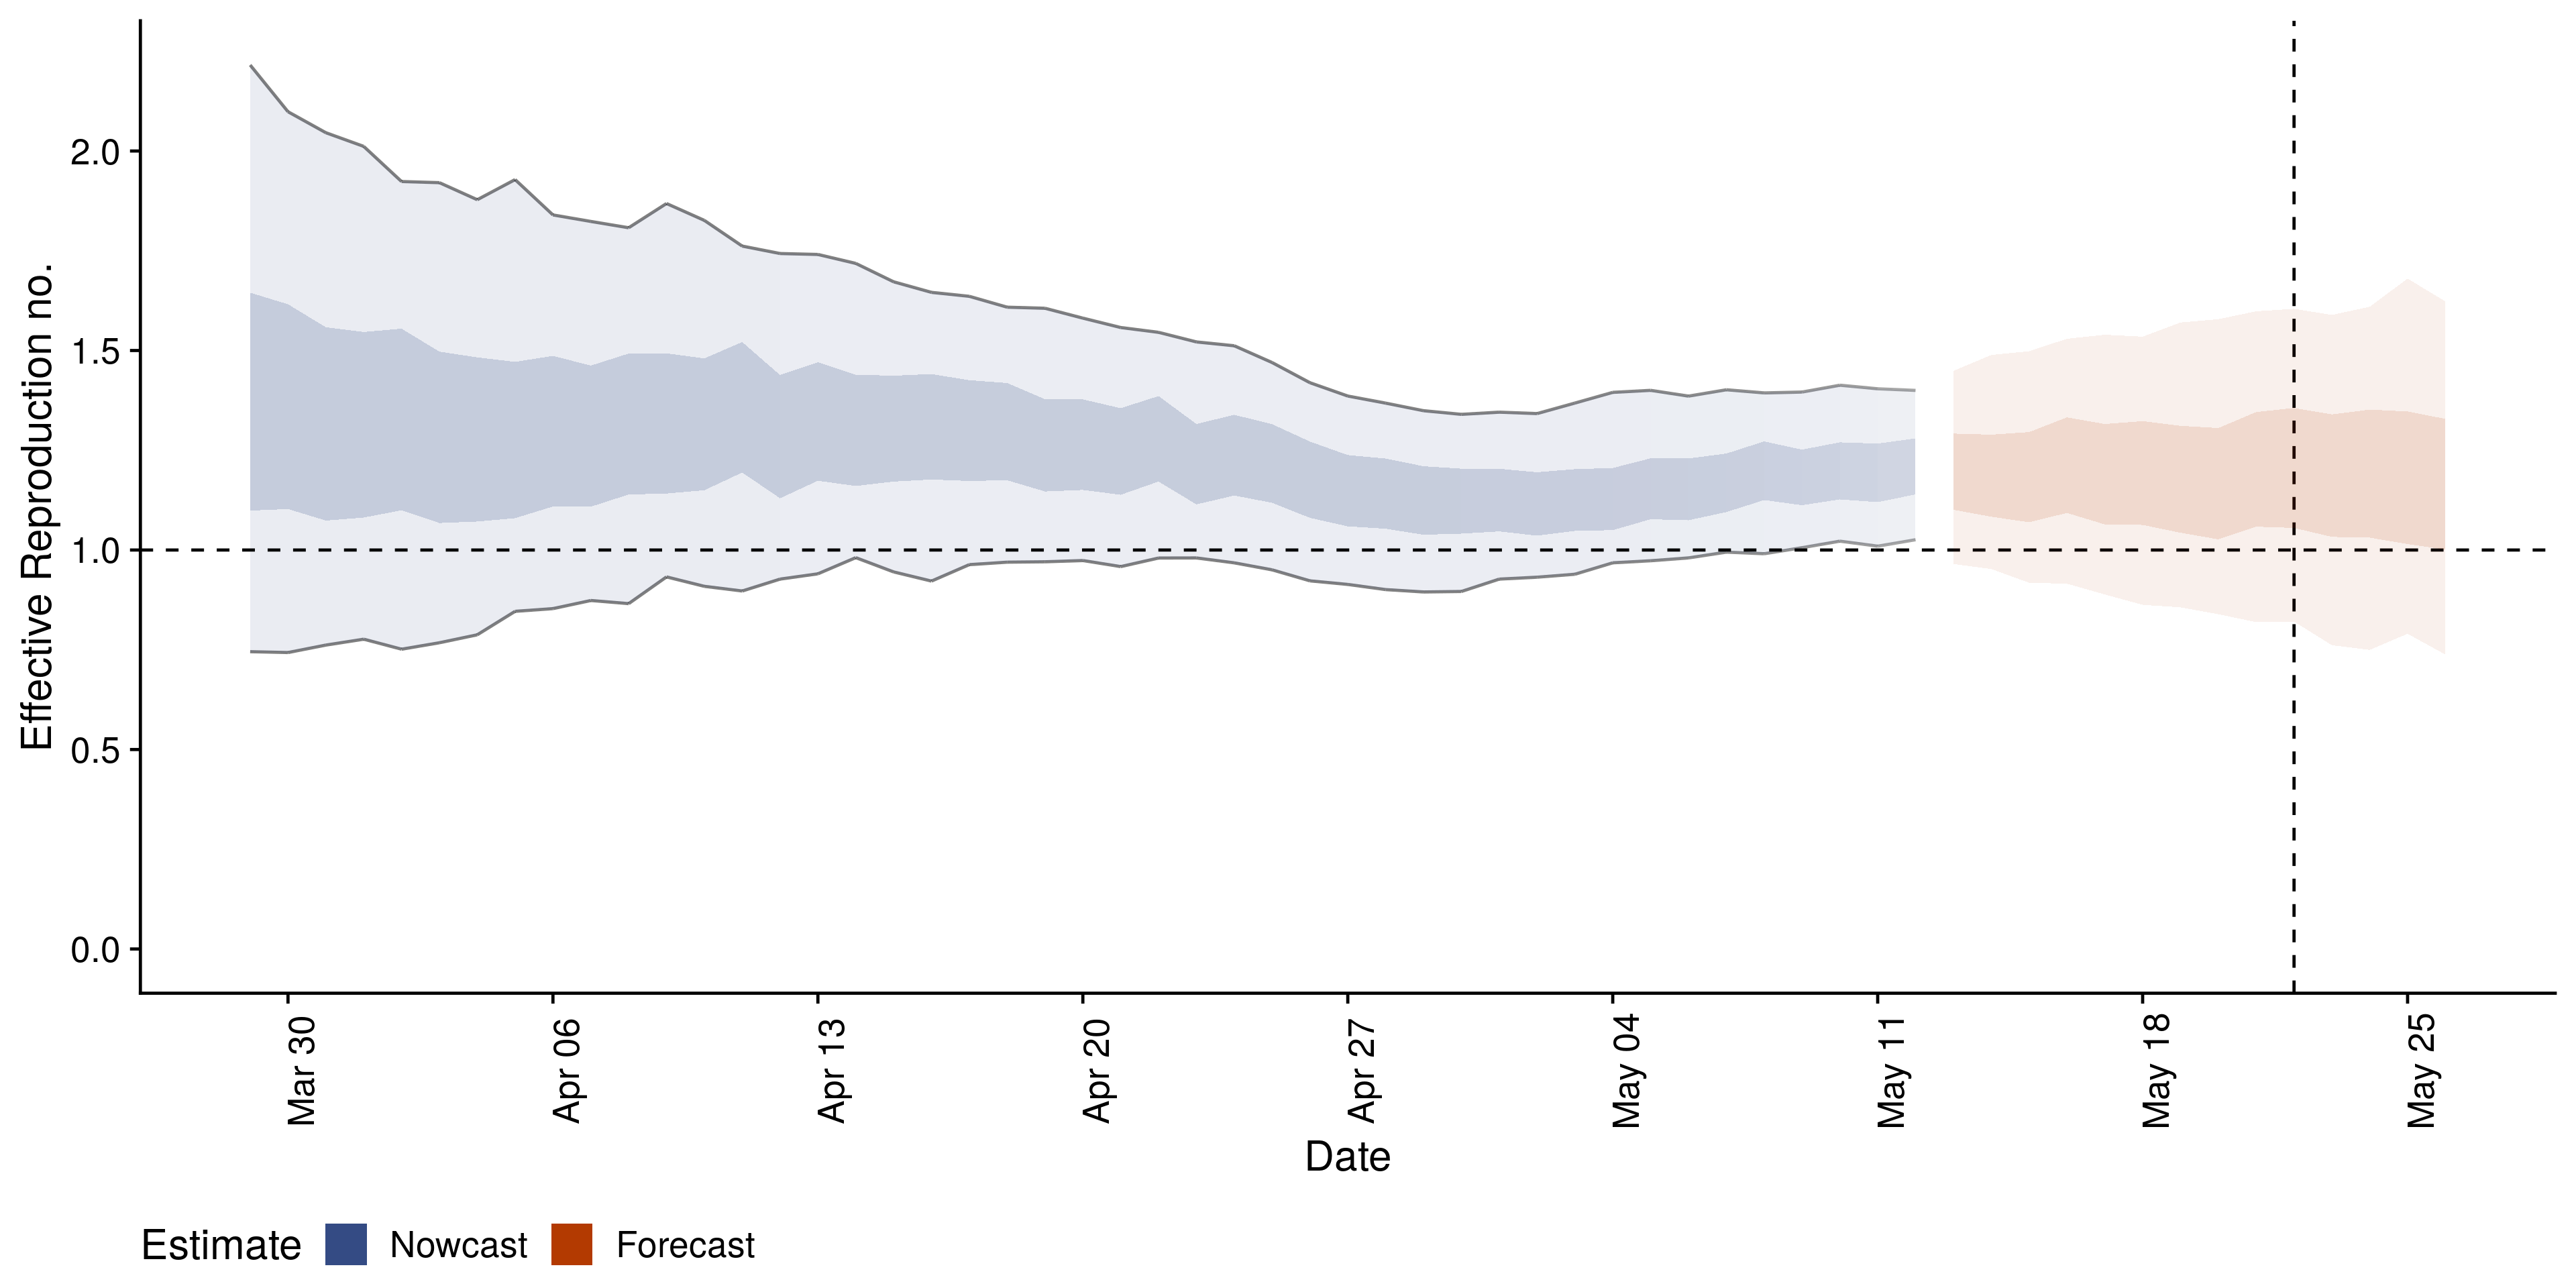 Effective Reproduction no.
2.0
1.5
1.0
0.5
0.0
Mar 30
Apr 06
Apr 13
Apr 20
Apr 27
May 04
May 11
May 18
May 25
Date
Estimate Nowcast Forecast